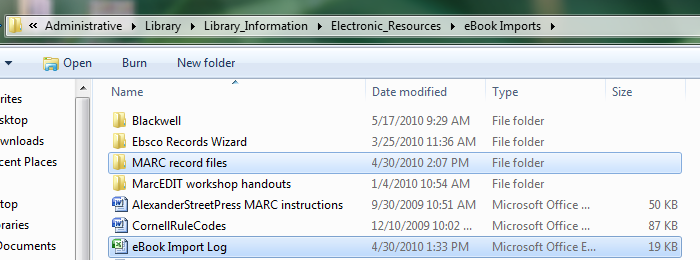 « Administrative ▸ Library ▸ Library_Information ▸ Electronic_Resources ▸ eBook Imports ▸
Open Burn New folder
Name Date modified Type Size
rites
sktop
wnloads
cent Places
s
raries
Documents
Blackwell 5/17/2010 9:29 AM File folder
Ebsco Records Wizard 3/25/2010 11:36 AM File folder
MARC record files 4/30/2010 2:07 PM File folder
MarcEDIT workshop handouts 1/4/2010 10:54 AM File folder
AlexanderStreetPress MARC instructions 9/30/2009 10:51 AM Microsoft Office ... 50 KB
CornellRuleCodes 12/10/2009 10:02 ... Microsoft Office ... 87 KB
eBook Import Log 4/30/2010 1:33 PM Microsoft Office E... 19 KB